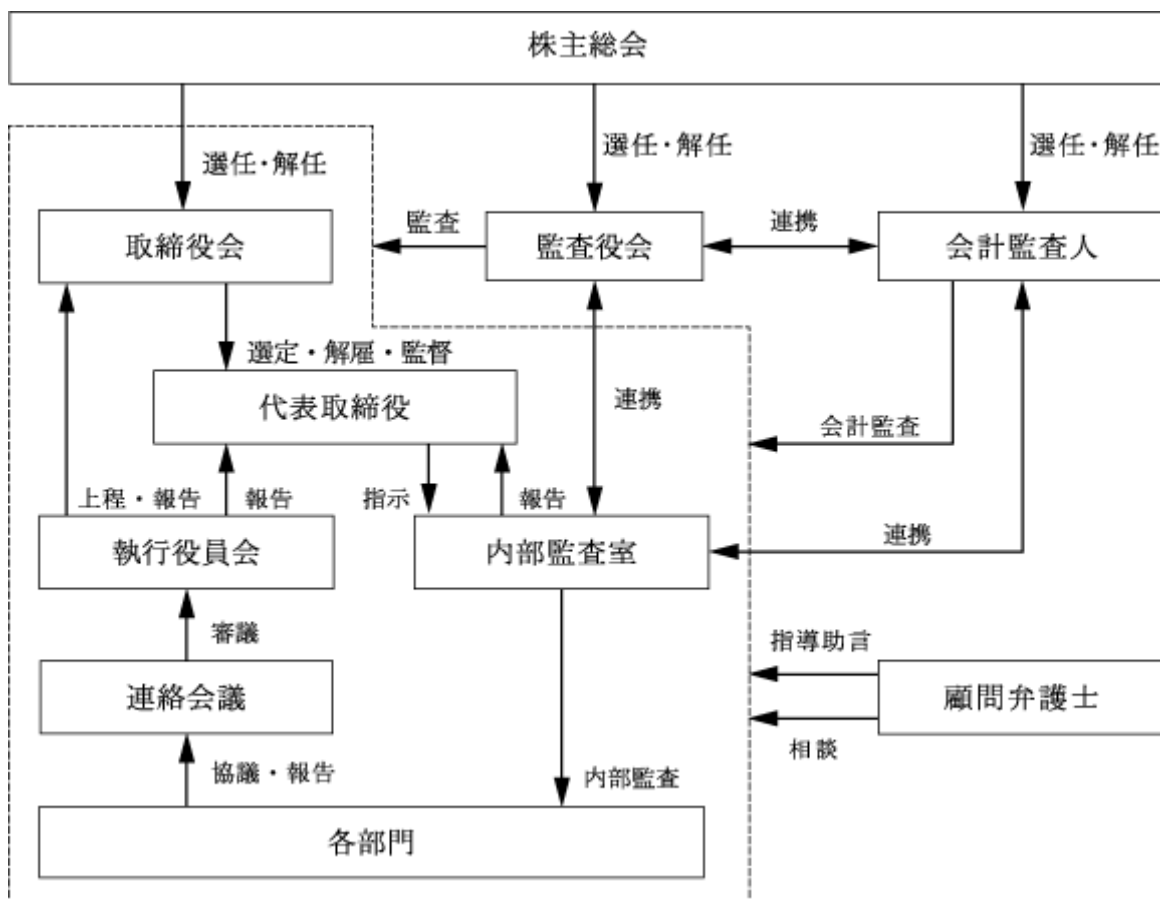 株主総会
選任・解任
選任・解任
選任・解任
取締役会
監査
監査役会
連携
会計監査人
選定・解雇・監督
代表取締役
連携
会計監査
上程・報告
報告
指示
報告
執行役員会
内部監査室
連携
審議
指導助言
連絡会議
顧問弁護士
相談
協議・報告
内部監査
各部門